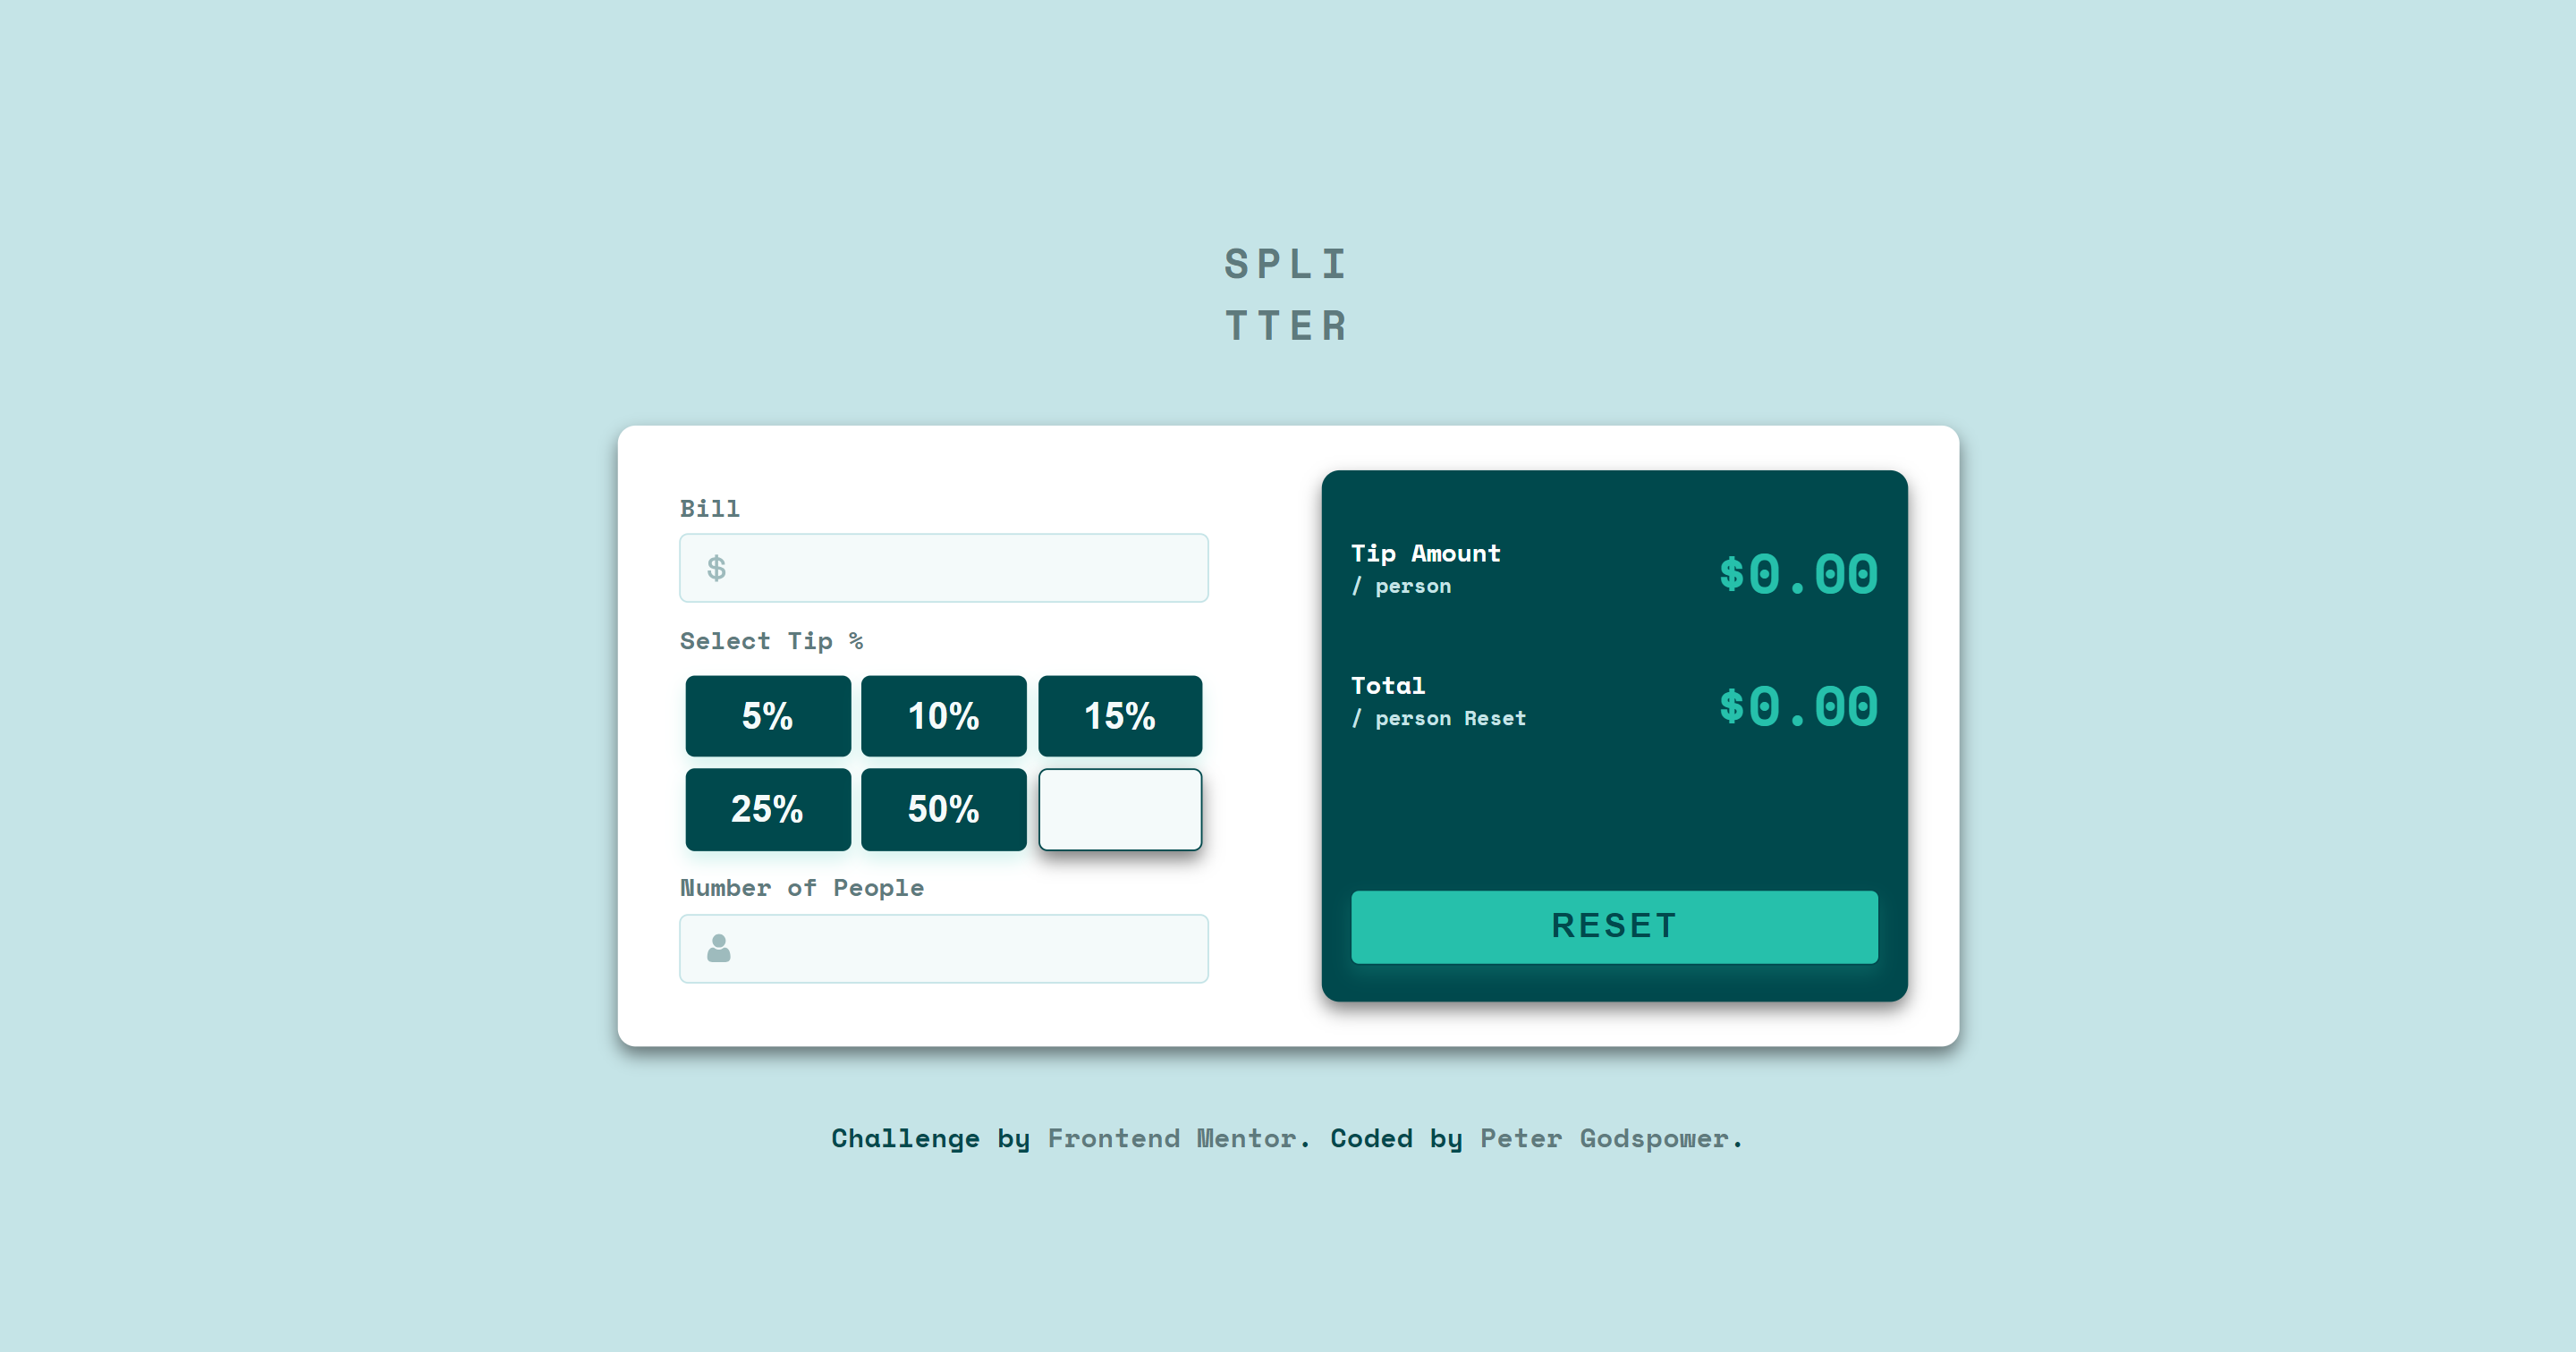 SPLI
TTER
Bill
$
Select Tip %
5% 10% 15%
25% 50%
Number of People
Tip Amount
/ person
$0.00
Total
/ person Reset
$0.00
RESET
Challenge by Frontend Mentor. Coded by Peter Godspower.